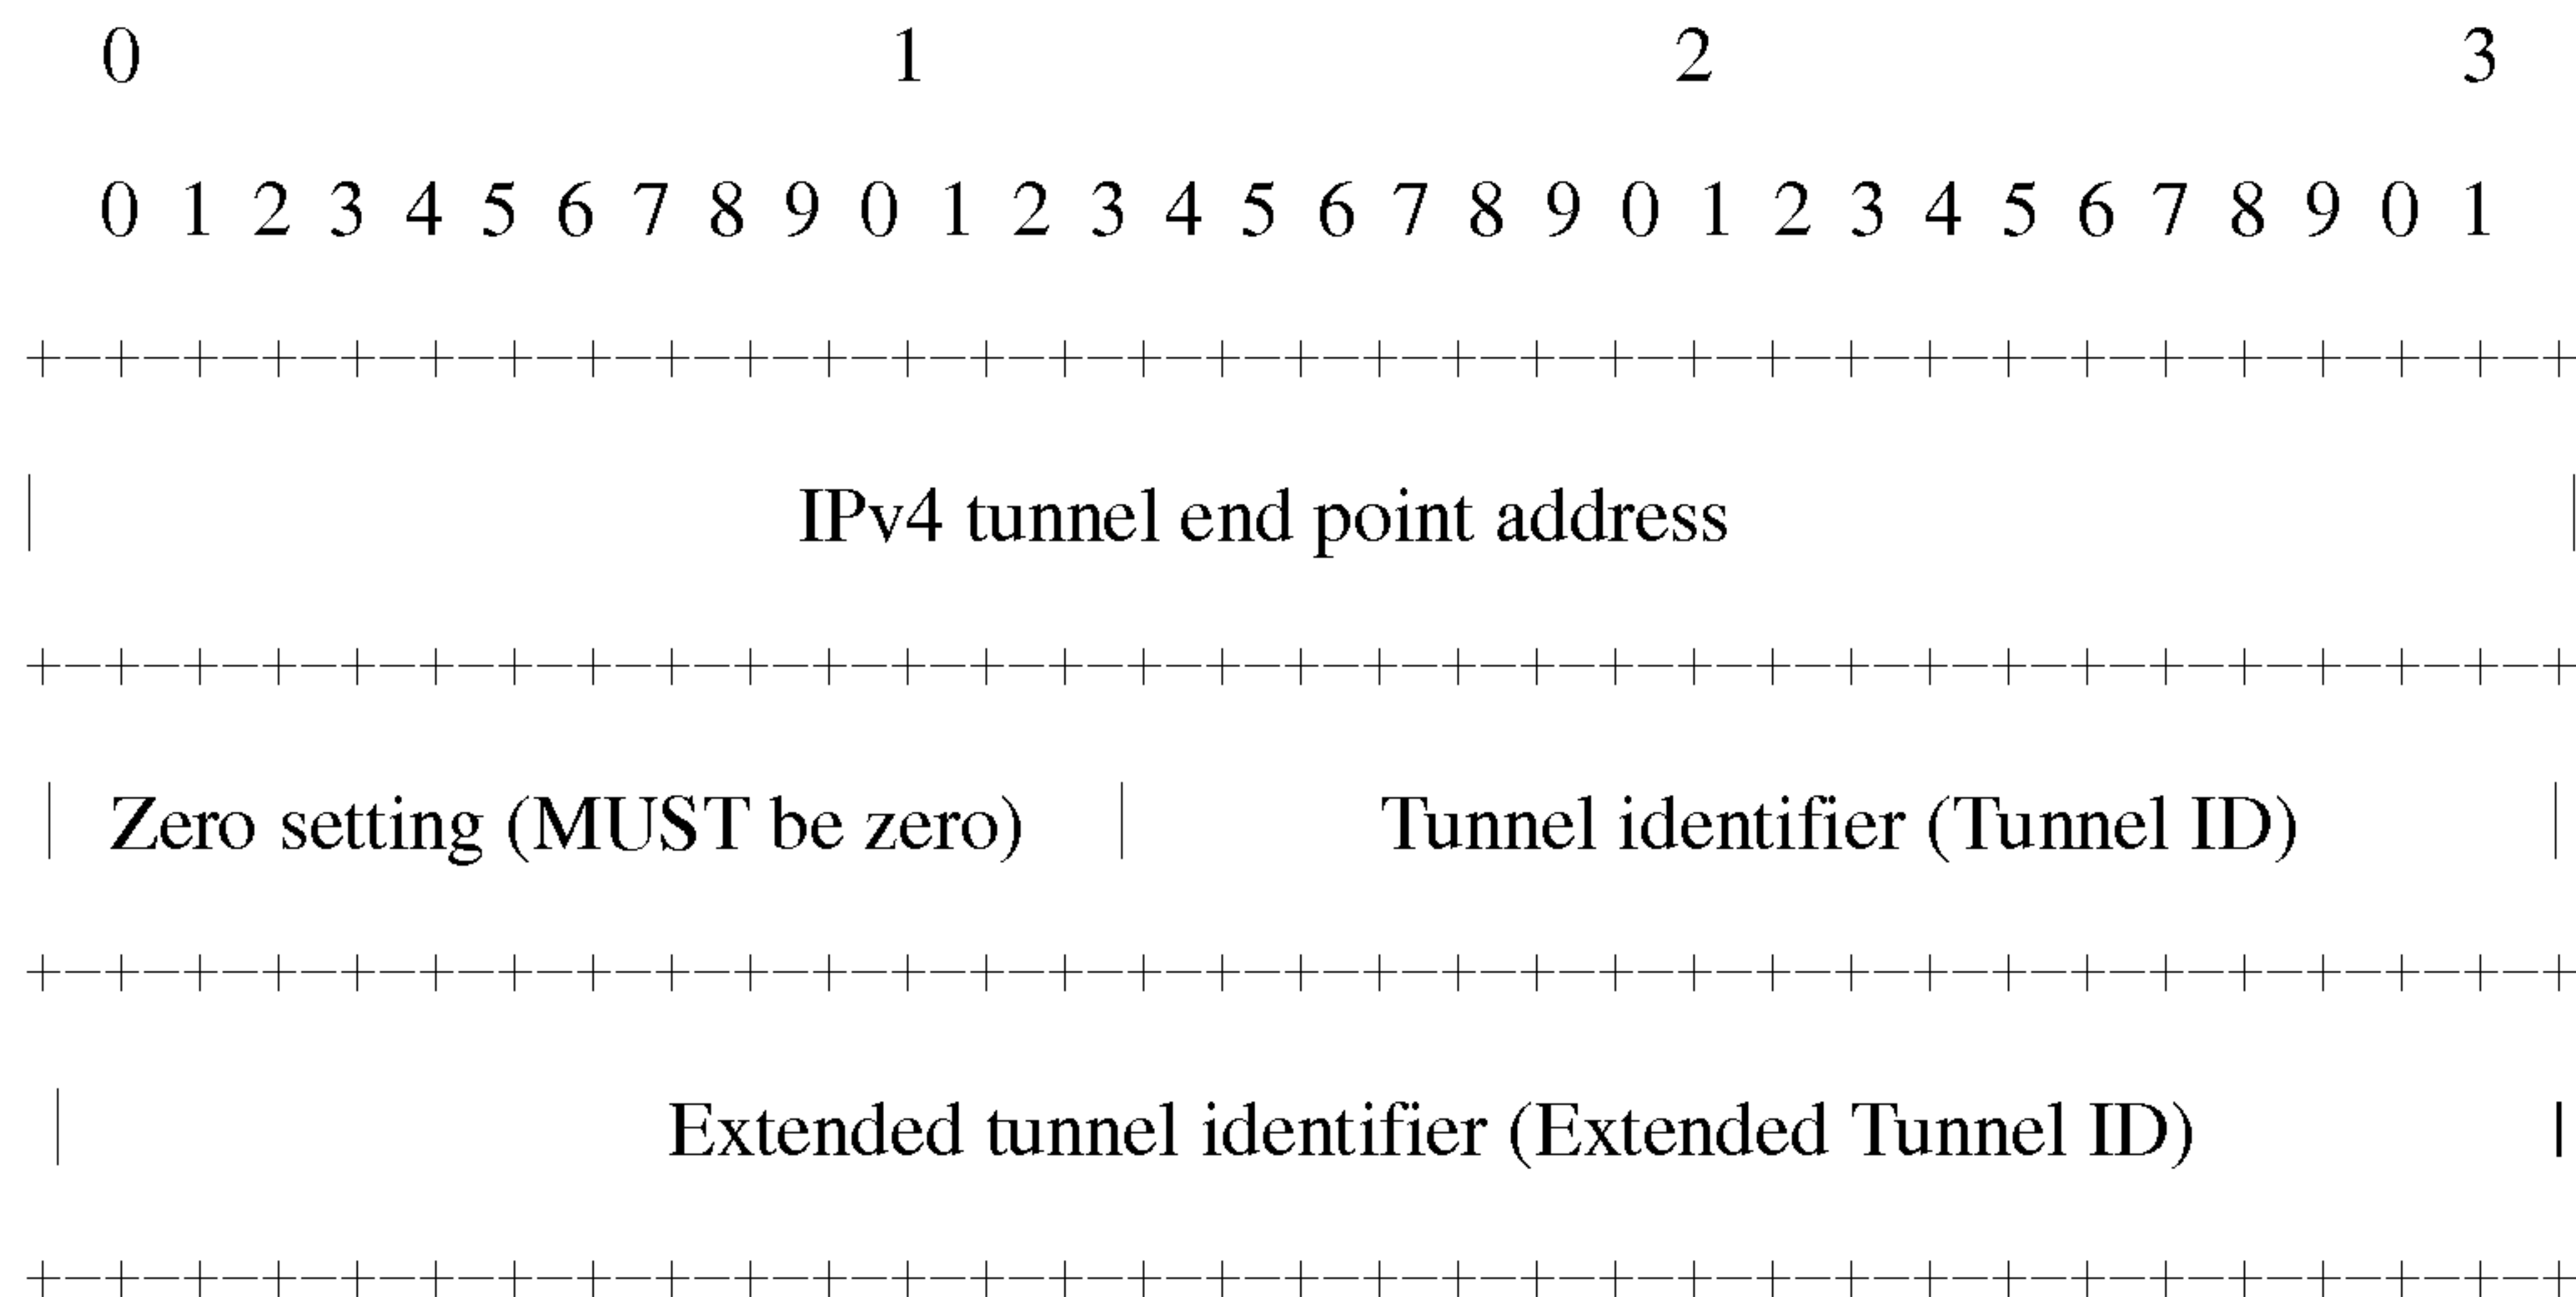 0 1 2 3
0 1 2 3 4 5 6 7 8 9 0 1 2 3 4 5 6 7 8 9 0 1 2 3 4 5 6 7 8 9 0 1
+-+-+-+-+-+-+-+-+-+-+-+-+-+-+-+-+-+-+-+-+-+-+-+-+-+-+-+-+-+-+-+-+
| IPv4 tunnel end point address |
+-+-+-+-+-+-+-+-+-+-+-+-+-+-+-+-+-+-+-+-+-+-+-+-+-+-+-+-+-+-+-+-+
| Zero setting (MUST be zero) | Tunnel identifier (Tunnel ID) |
+-+-+-+-+-+-+-+-+-+-+-+-+-+-+-+-+-+-+-+-+-+-+-+-+-+-+-+-+-+-+-+-+
| Extended tunnel identifier (Extended Tunnel ID) |
+-+-+-+-+-+-+-+-+-+-+-+-+-+-+-+-+-+-+-+-+-+-+-+-+-+-+-+-+-+-+-+-+